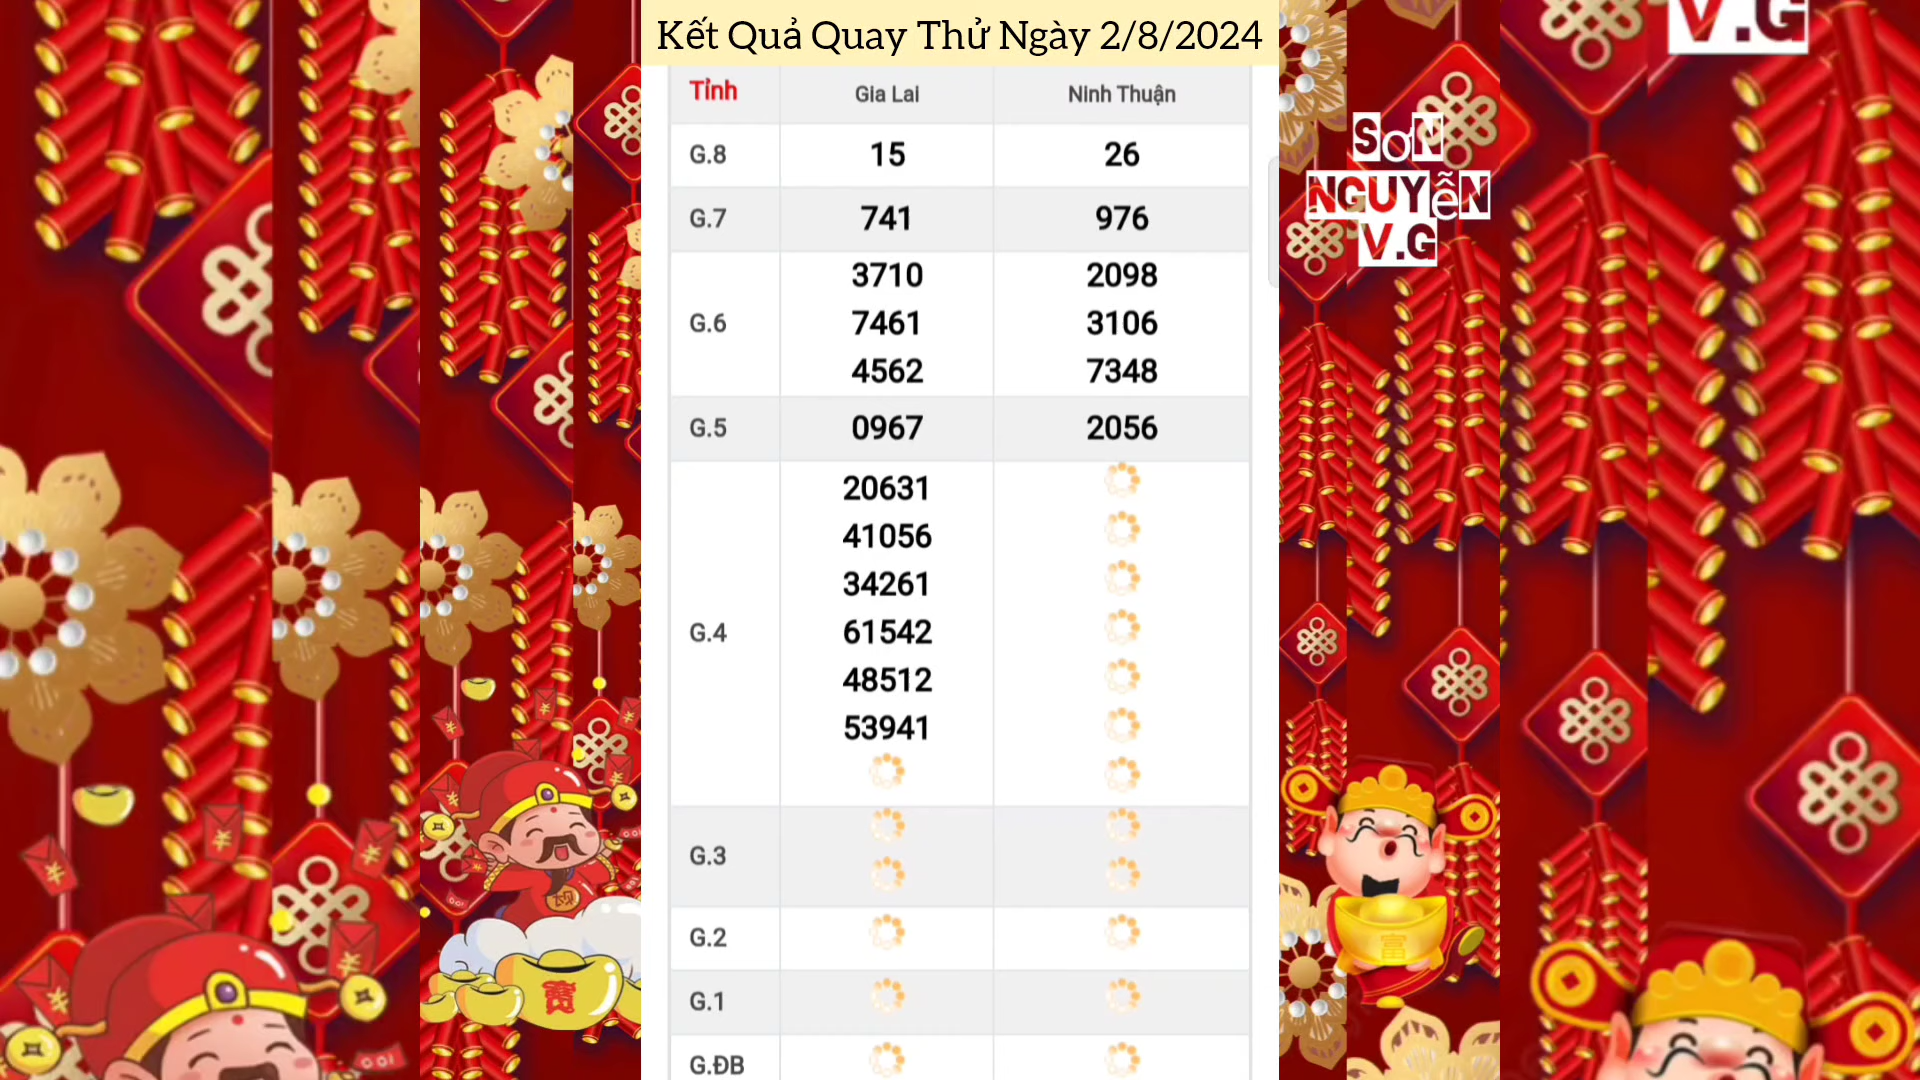 Kết Quả Quay Thử Ngày 2/8/2024
V.G
SơN
NGUYễN
V.G
Tỉnh Gia Lai Ninh Thuận
G.8 15 26
G.7 741 976
G.6
3710 2098
7461 3106
4562 7348
G.5 0967 2056
G.4
20631
41056
34261
61542
48512
53941
G.3
G.2
G.1
G.ĐB
寶
富